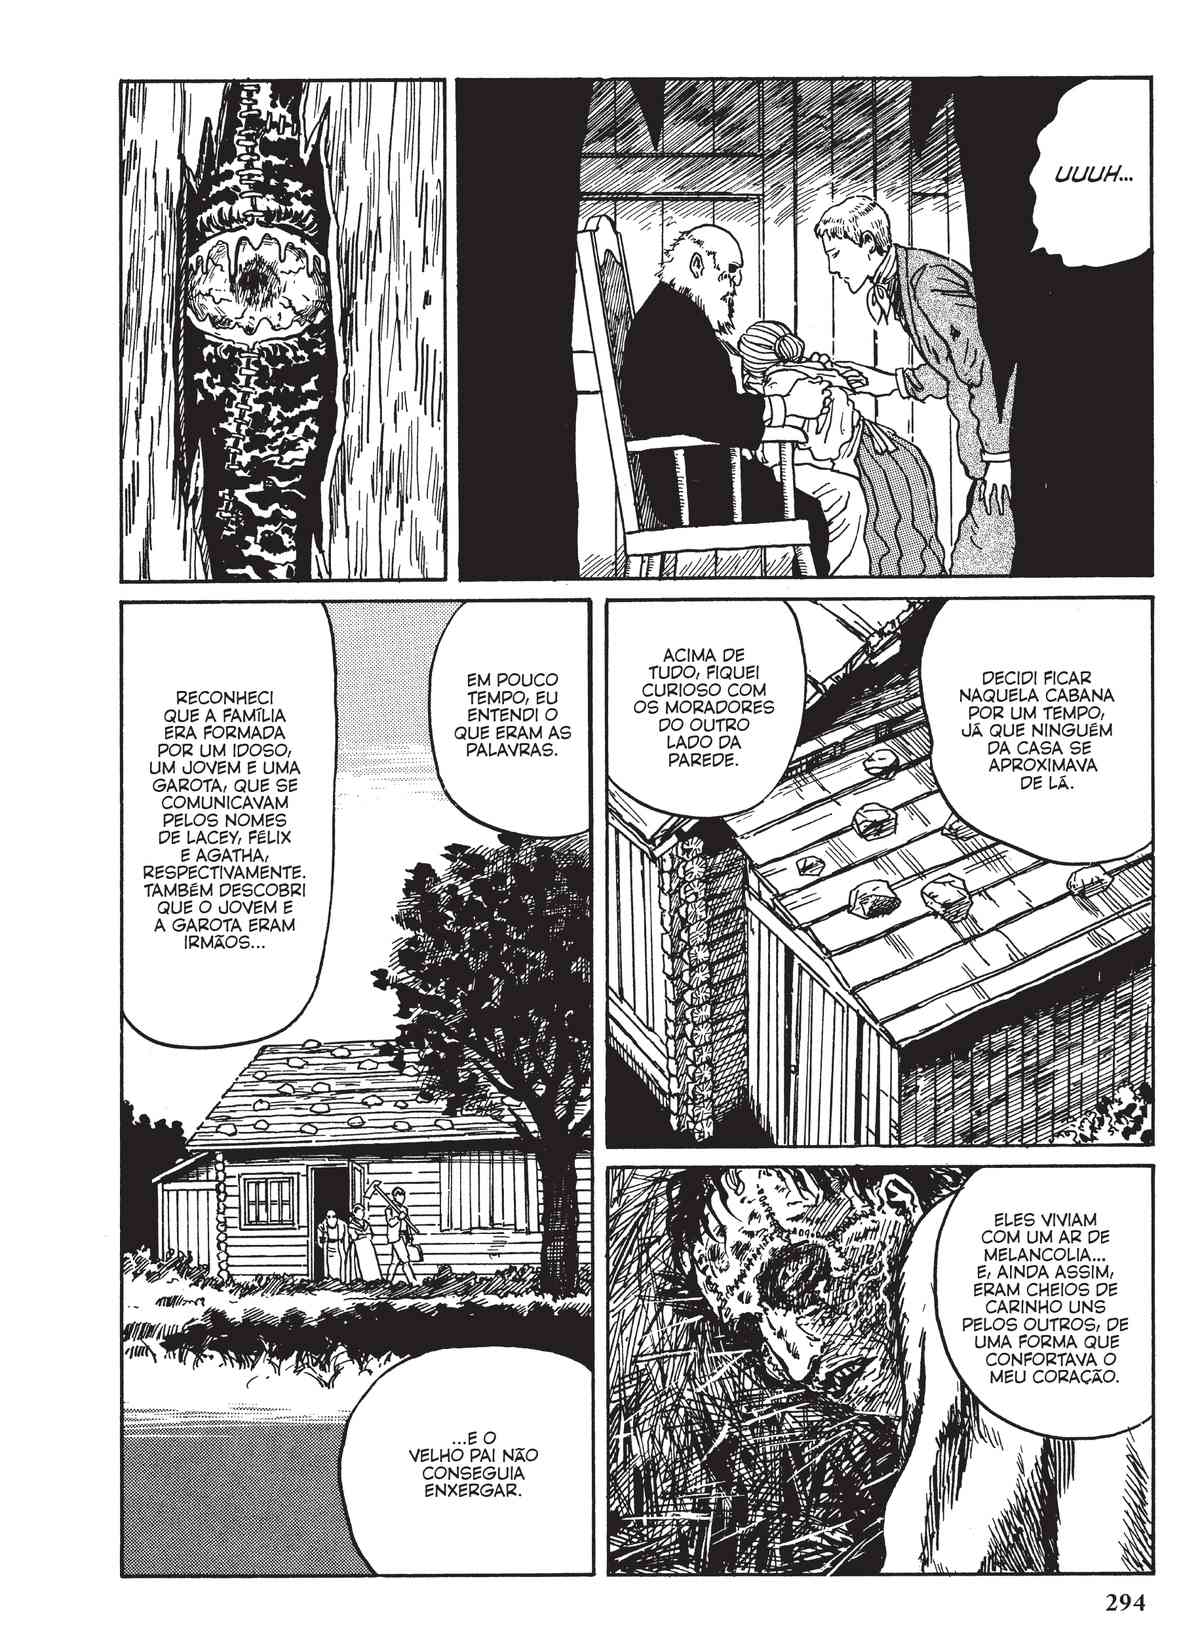 UUUH...
DECIDI FICAR
NAQUELA CABANA
POR UM TEMPO,
JÁ QUE NINGUÉM
DA CASA SE
APROXIMAVA
DE LÁ.
ACIMA DE
TUDO, FIQUEI
CURIOSO COM
OS MORADORES
DO OUTRO
LADO DA
PAREDE.
ELES VIVIAM
COM UM AR DE
MELANCOLIA...
E, AINDA ASSIM,
ERAM CHEIOS DE
CARINHO UNS
PELOS OUTROS, DE
UMA FORMA QUE
CONFORTAVA O
MEU CORAÇÃO.
EM POUCO
TEMPO, EU
ENTENDI O
QUE ERAM AS
PALAVRAS.
RECONHECI
QUE A FAMÍLIA
ERA FORMADA
POR UM IDOSO,
UM JOVEM E UMA
GAROTA, QUE SE
COMUNICAVAM
PELOS NOMES
DE LACEY, FÉLIX
E AGATHA,
RESPECTIVAMENTE.
TAMBÉM DESCOBRI
QUE O JOVEM E
A GAROTA ERAM
IRMÃOS...
...E O
VELHO PAI NÃO
CONSEGUIA
ENXERGAR.
294